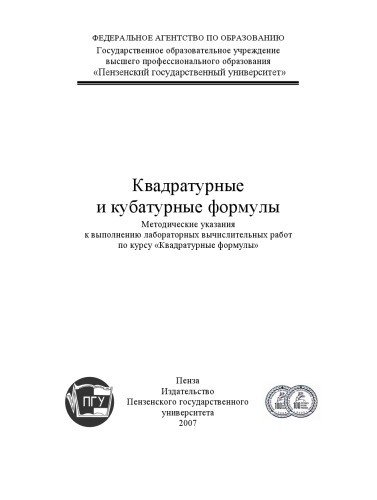 ФЕДЕРАЛЬНОЕ АГЕНТСТВО ПО ОБРАЗОВАНИЮ
Государственное образовательное учреждение
высшего профессионального образования
«Пензенский государственный университет»
Квадратурные
и кубатурные формулы
Методические указания
к выполнению лабораторных вычислительных работ
по курсу «Квадратурные формулы»
ПГУ
Пенза
Издательство
Пензенского государственного
университета
2007